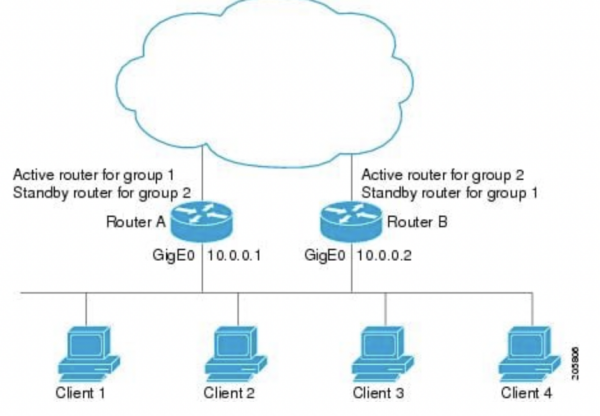 Active router for group 1
Standby router for group 2
Active router for group 2
Standby router for group 1
Router A
Router B
GigE0 10.0.0.1
GigE0 10.0.0.2
Client 1
Client 2
Client 3
Client 4
205806